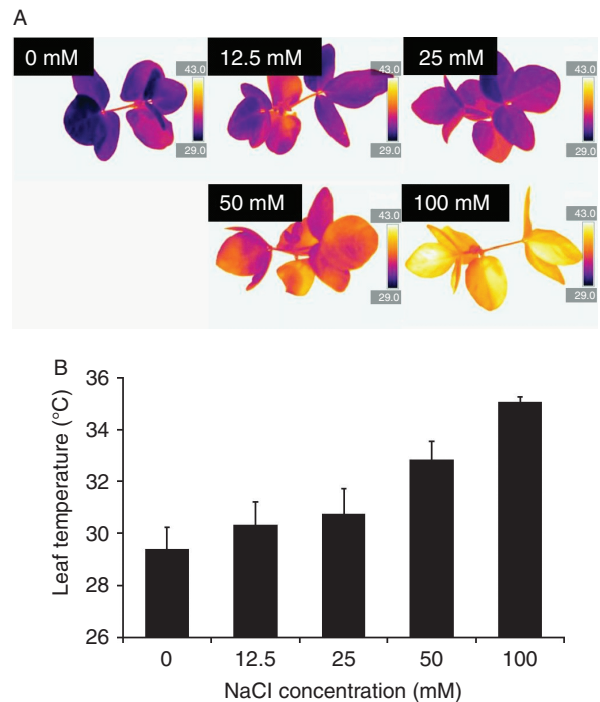 A
0 mM
12.5 mM
25 mM
43.0
43.0
43.0
29.0
29.0
29.0
50 mM
100 mM
43.0
43.0
29.0
29.0
B
36
34
32
30
28
26
Leaf temperature (°C)
0
12.5
25
50
100
NaCl concentration (mM)